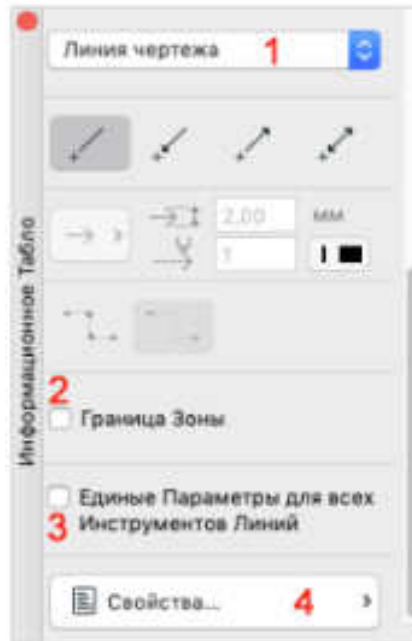 Линия чертежа 1
2,00 мм
1
Информационное Табло
2
Граница Зоны
Единые Параметры для всех
3 Инструментов Линий
Свойства... 4